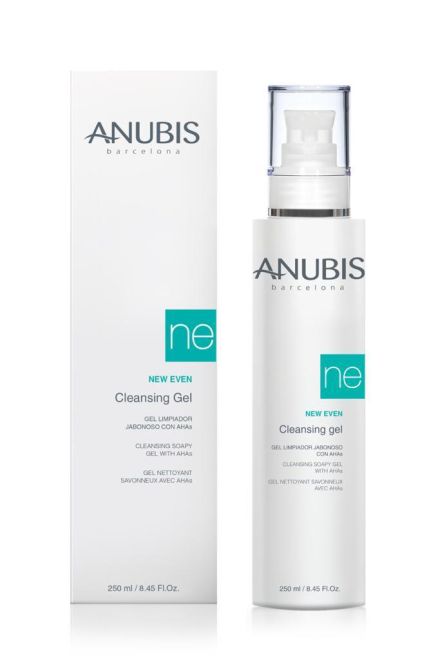 ANUBIS
barcelona
ne
NEW EVEN
Cleansing Gel
GEL LIMPIADOR
JABONOSO CON AHAs
CLEANSING SOAPY
GEL WITH AHAs
GEL NETTOYANT
SAVONNEUX AVEC AHAs
250 ml / 8.45 Fl.Oz.
ANUBIS
barcelona
ne
NEW EVEN
Cleansing gel
GEL LIMPIADOR JABONOSO
CON AHAs
CLEANSING SOAPY GEL
WITH AHAs
GEL NETTOYANT SAVONNEUX
AVEC AHAs
250 ml / 8.45 Fl.Oz.